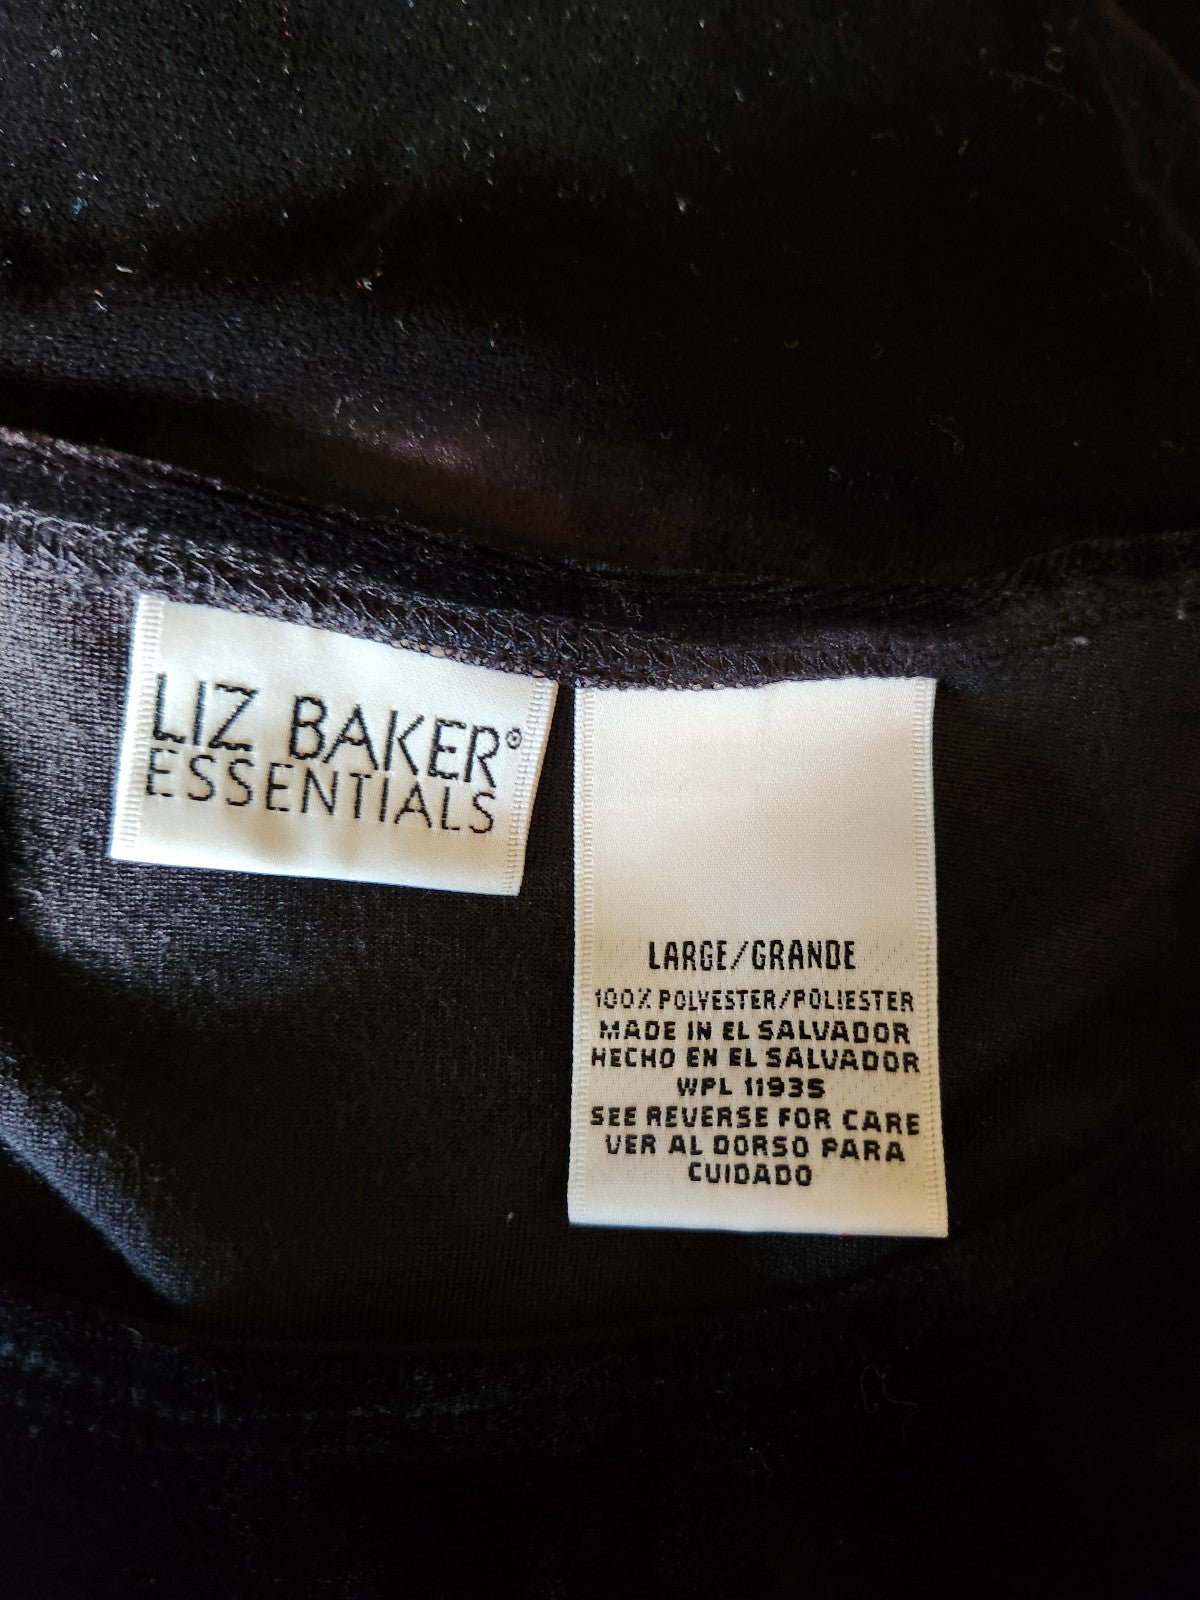 LIZ BAKER®
ESSENTIALS
LARGE/GRANDE
100% POLYESTER/POLIESTER
MADE IN EL SALVADOR
HECHO EN EL SALVADOR
WPL 11935
SEE REVERSE FOR CARE
VER AL DORSO PARA
CUIDADO